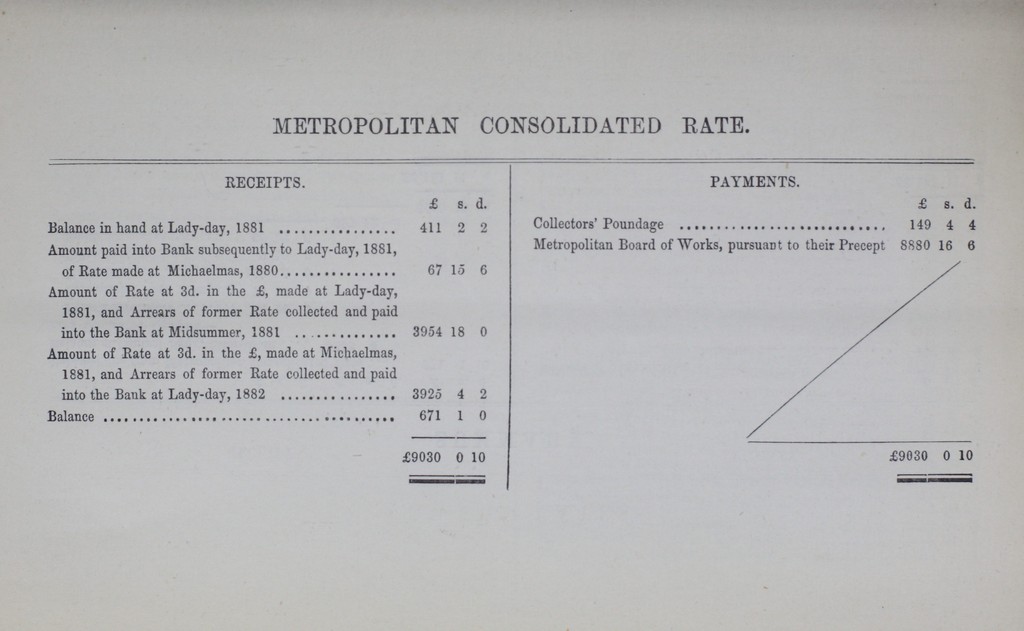 METROPOLITAN CONSOLIDATED RATE.
RECEIPTS.
£ s. d.
Balance in hand at Lady-day, 1881 ................ 411 2 2
Amount paid into Bank subsequently to Lady-day, 1881,
of Rate made at Michaelmas, 1880................ 67 15 6
Amount of Rate at 3d. in the £, made at Lady-day,
1881, and Arrears of former Rate collected and paid
into the Bank at Midsummer, 1881 .............. 3954 18 0
Amount of Rate at 3d. in the £, made at Michaelmas,
1881, and Arrears of former Rate collected and paid
into the Bank at Lady-day, 1882 ................ 3925 4 2
Balance ........................................ 671 1 0
£9030 0 10
PAYMENTS.
£ s. d.
Collectors' Poundage ............................ 149 4 4
Metropolitan Board of Works, pursuant to their Precept 8880 16 6
£9030 0 10